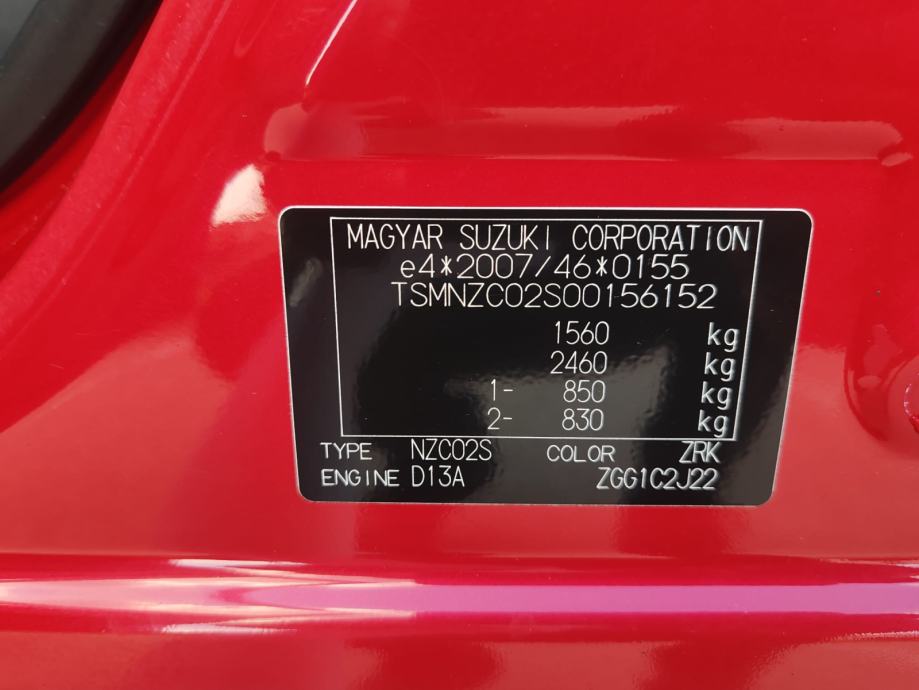 MAGYAR SUZUKI CORPORATION
e4*2007/46*0155
TSMNZC02S00156152
1560 kg
2460 kg
1- 850 kg
2- 830 kg
TYPE NZC02S COLOR ZRK
ENGINE D13A ZGG1C2J22